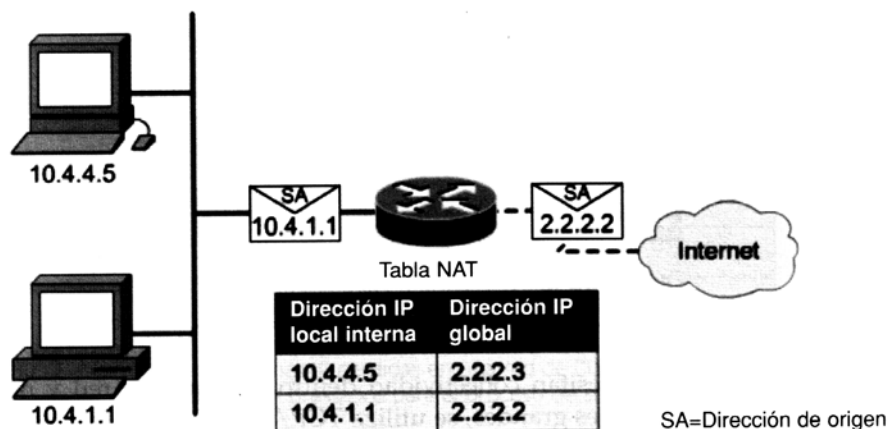 10.4.4.5
SA
10.4.1.1
SA
2.2.2.2
Internet
Tabla NAT
Dirección IP local interna
Dirección IP global
10.4.4.5
2.2.2.3
10.4.1.1
2.2.2.2
10.4.1.1
SA=Dirección de origen